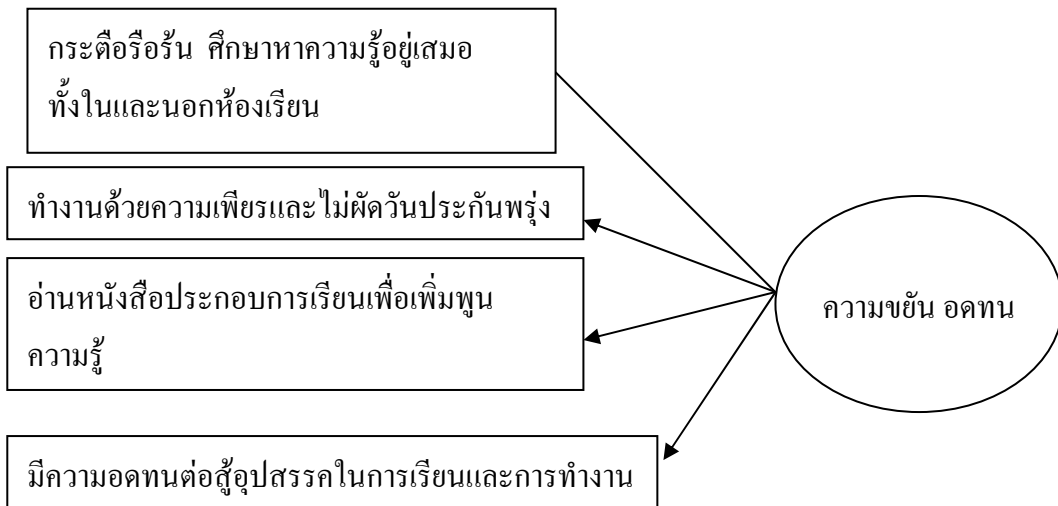 กระตือรือร้น ศึกษาหาความรู้อยู่เสมอ
ทั้งในและนอกห้องเรียน
ทำงานด้วยความเพียรและไม่ผัดวันประกันพรุ่ง
อ่านหนังสือประกอบการเรียนเพื่อเพิ่มพูน
ความรู้
มีความอดทนต่อสู้อุปสรรคในการเรียนและการทำงาน
ความขยัน อดทน